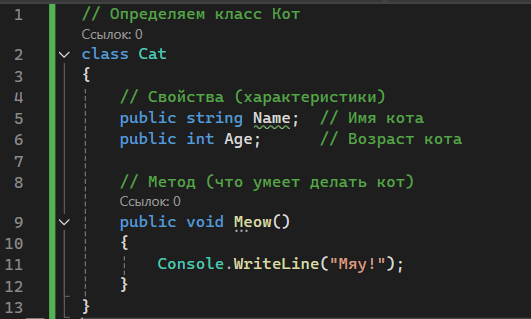 1 // Определяем класс Кот
Ссылок: 0
2 class Cat
3 {
4 // Свойства (характеристики)
5 public string Name; // Имя кота
6 public int Age; // Возраст кота
7
8 // Метод (что умеет делать кот)
Ссылок: 0
9 public void Meow()
10 {
11 Console.WriteLine("Мяу!");
12 }
13 }